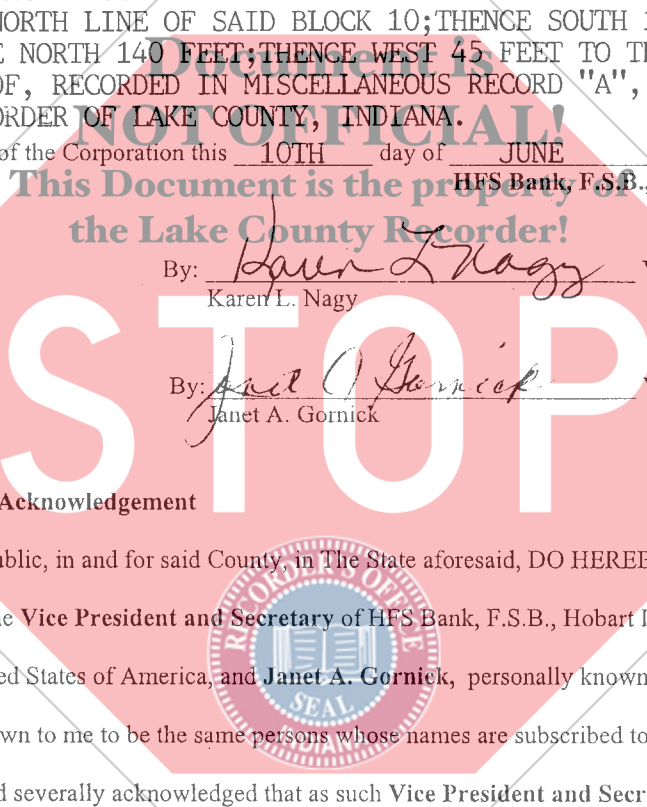 NORTH LINE OF SAID BLOCK 10;THENCE SOUTH
E NORTH 140 FEET;THENCE WEST 45 FEET TO
Document is
OF, RECORDED IN MISCELLANEOUS RECORD "A",
ORDER OF LAKE COUNTY, INDIANA.
NOT OFFICIAL!
of the Corporation this 10TH day of JUNE
This Document is the property of
HFS Bank, F.S.B.,
the Lake County Recorder!
By: Karen L Nagy
Karen L. Nagy
STOP
By: Janet A Gornick
Janet A. Gornick
Acknowledgement
ublic, in and for said County, in The State aforesaid, DO HEREB
RECORDER'S OFFICE
e Vice President and Secretary of HFS Bank, F.S.B., Hobart I
ed States of America, and Janet A. Gornick, personally known
SEAL
wn to me to be the same persons whose names are subscribed to
INDIANA
d severally acknowledged that as such Vice President and Secr